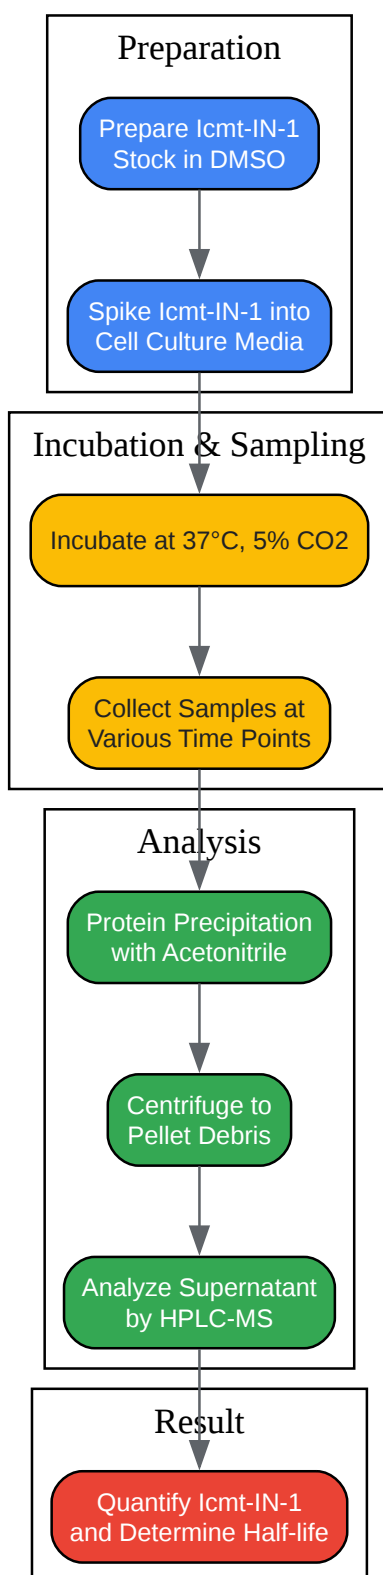 Preparation
Prepare Icmt-IN-1
Stock in DMSO
Spike Icmt-IN-1 into
Cell Culture Media
Incubation & Sampling
Incubate at 37°C, 5% CO2
Collect Samples at
Various Time Points
Analysis
Protein Precipitation
with Acetonitrile
Centrifuge to
Pellet Debris
Analyze Supernatant
by HPLC-MS
Result
Quantify Icmt-IN-1
and Determine Half-life